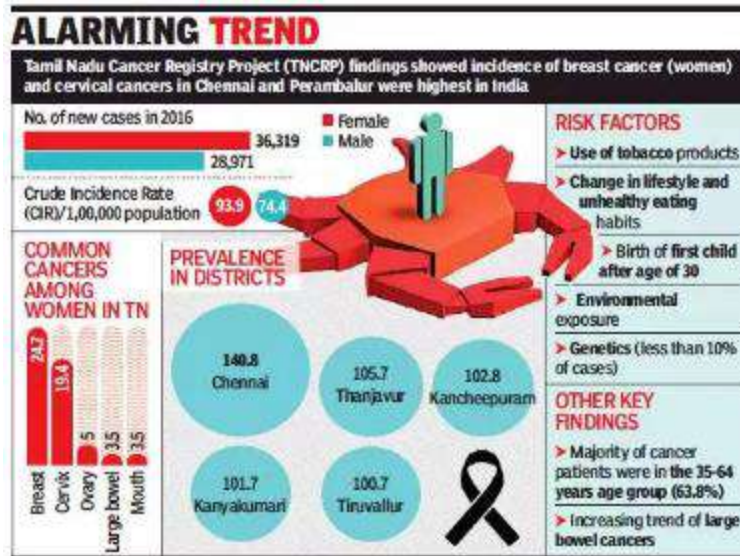 ALARMING TREND
Tamil Nadu Cancer Registry Project (TNCRP) findings showed incidence of breast cancer (women)
and cervical cancers in Chennai and Perambalur were highest in India
No. of new cases in 2016
36,319
28,971
Female
Male
Crude Incidence Rate
(CIR)/1,00,000 population
93.9
74.4
COMMON
CANCERS
AMONG
WOMEN IN TN
24.7
19.4
5
3.5
3.5
Breast
Cervix
Ovary
Large bowel
Mouth
PREVALENCE
IN DISTRICTS
140.8
Chennai
105.7
Thanjavur
102.8
Kancheepuram
101.7
Kanyakumari
100.7
Tiruvallur
RISK FACTORS
➤ Use of tobacco products
➤ Change in lifestyle and
unhealthy eating
habits
➤ Birth of first child
after age of 30
➤ Environmental
exposure
➤ Genetics (less than 10%
of cases)
OTHER KEY
FINDINGS
➤ Majority of cancer
patients were in the 35-64
years age group (63.8%)
➤ Increasing trend of large
bowel cancers